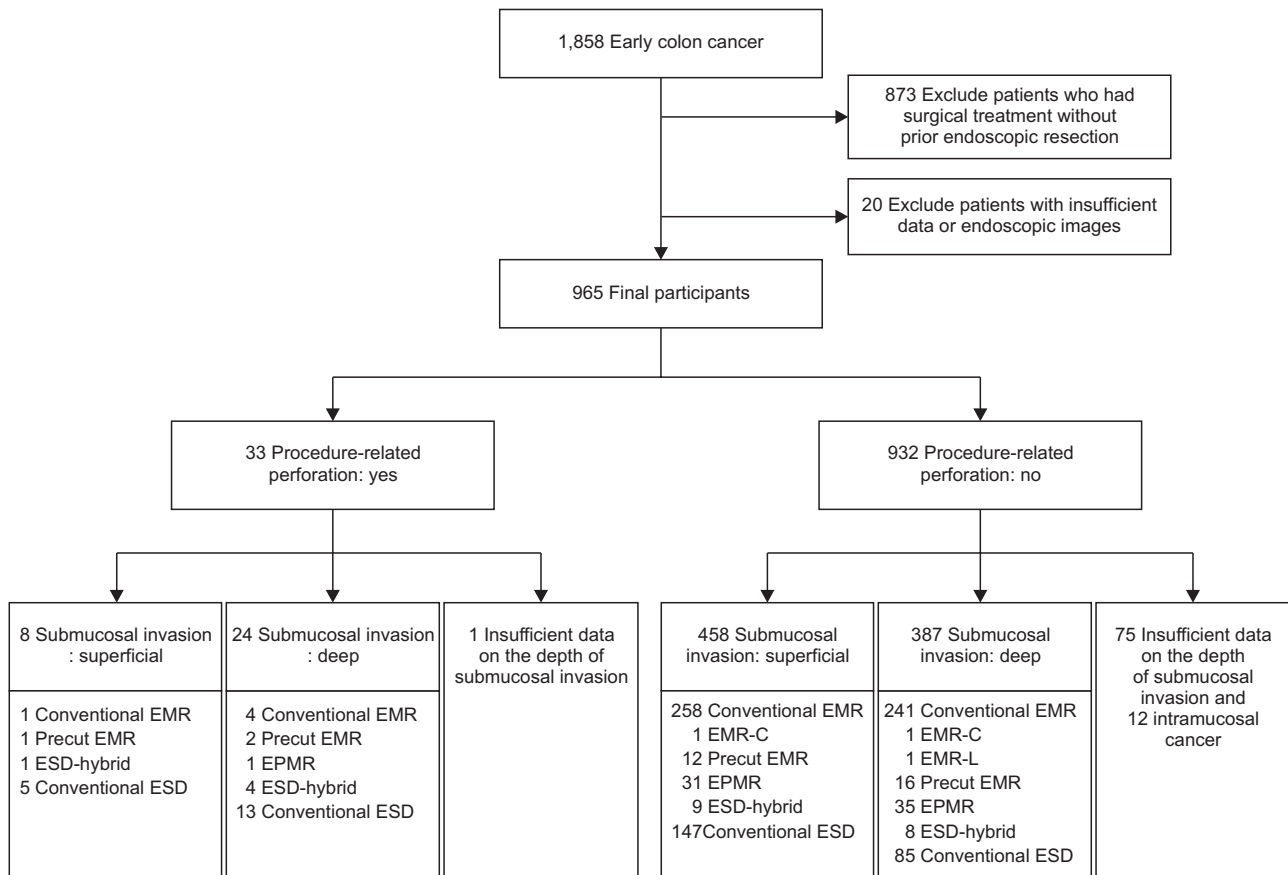 1,858 Early colon cancer
873 Exclude patients who had
surgical treatment without
prior endoscopic resection
20 Exclude patients with insufficient
data or endoscopic images
965 Final participants
33 Procedure-related
perforation: yes
932 Procedure-related
perforation: no
8 Submucosal invasion
: superficial
1 Conventional EMR
1 Precut EMR
1 ESD-hybrid
5 Conventional ESD
24 Submucosal invasion
: deep
4 Conventional EMR
2 Precut EMR
1 EPMR
4 ESD-hybrid
13 Conventional ESD
1 Insufficient data
on the depth of
submucosal invasion
458 Submucosal
invasion: superficial
258 Conventional EMR
1 EMR-C
12 Precut EMR
31 EPMR
9 ESD-hybrid
147Conventional ESD
387 Submucosal
invasion: deep
241 Conventional EMR
1 EMR-C
1 EMR-L
16 Precut EMR
35 EPMR
8 ESD-hybrid
85 Conventional ESD
75 Insufficient data
on the depth
of submucosal
invasion and
12 intramucosal
cancer